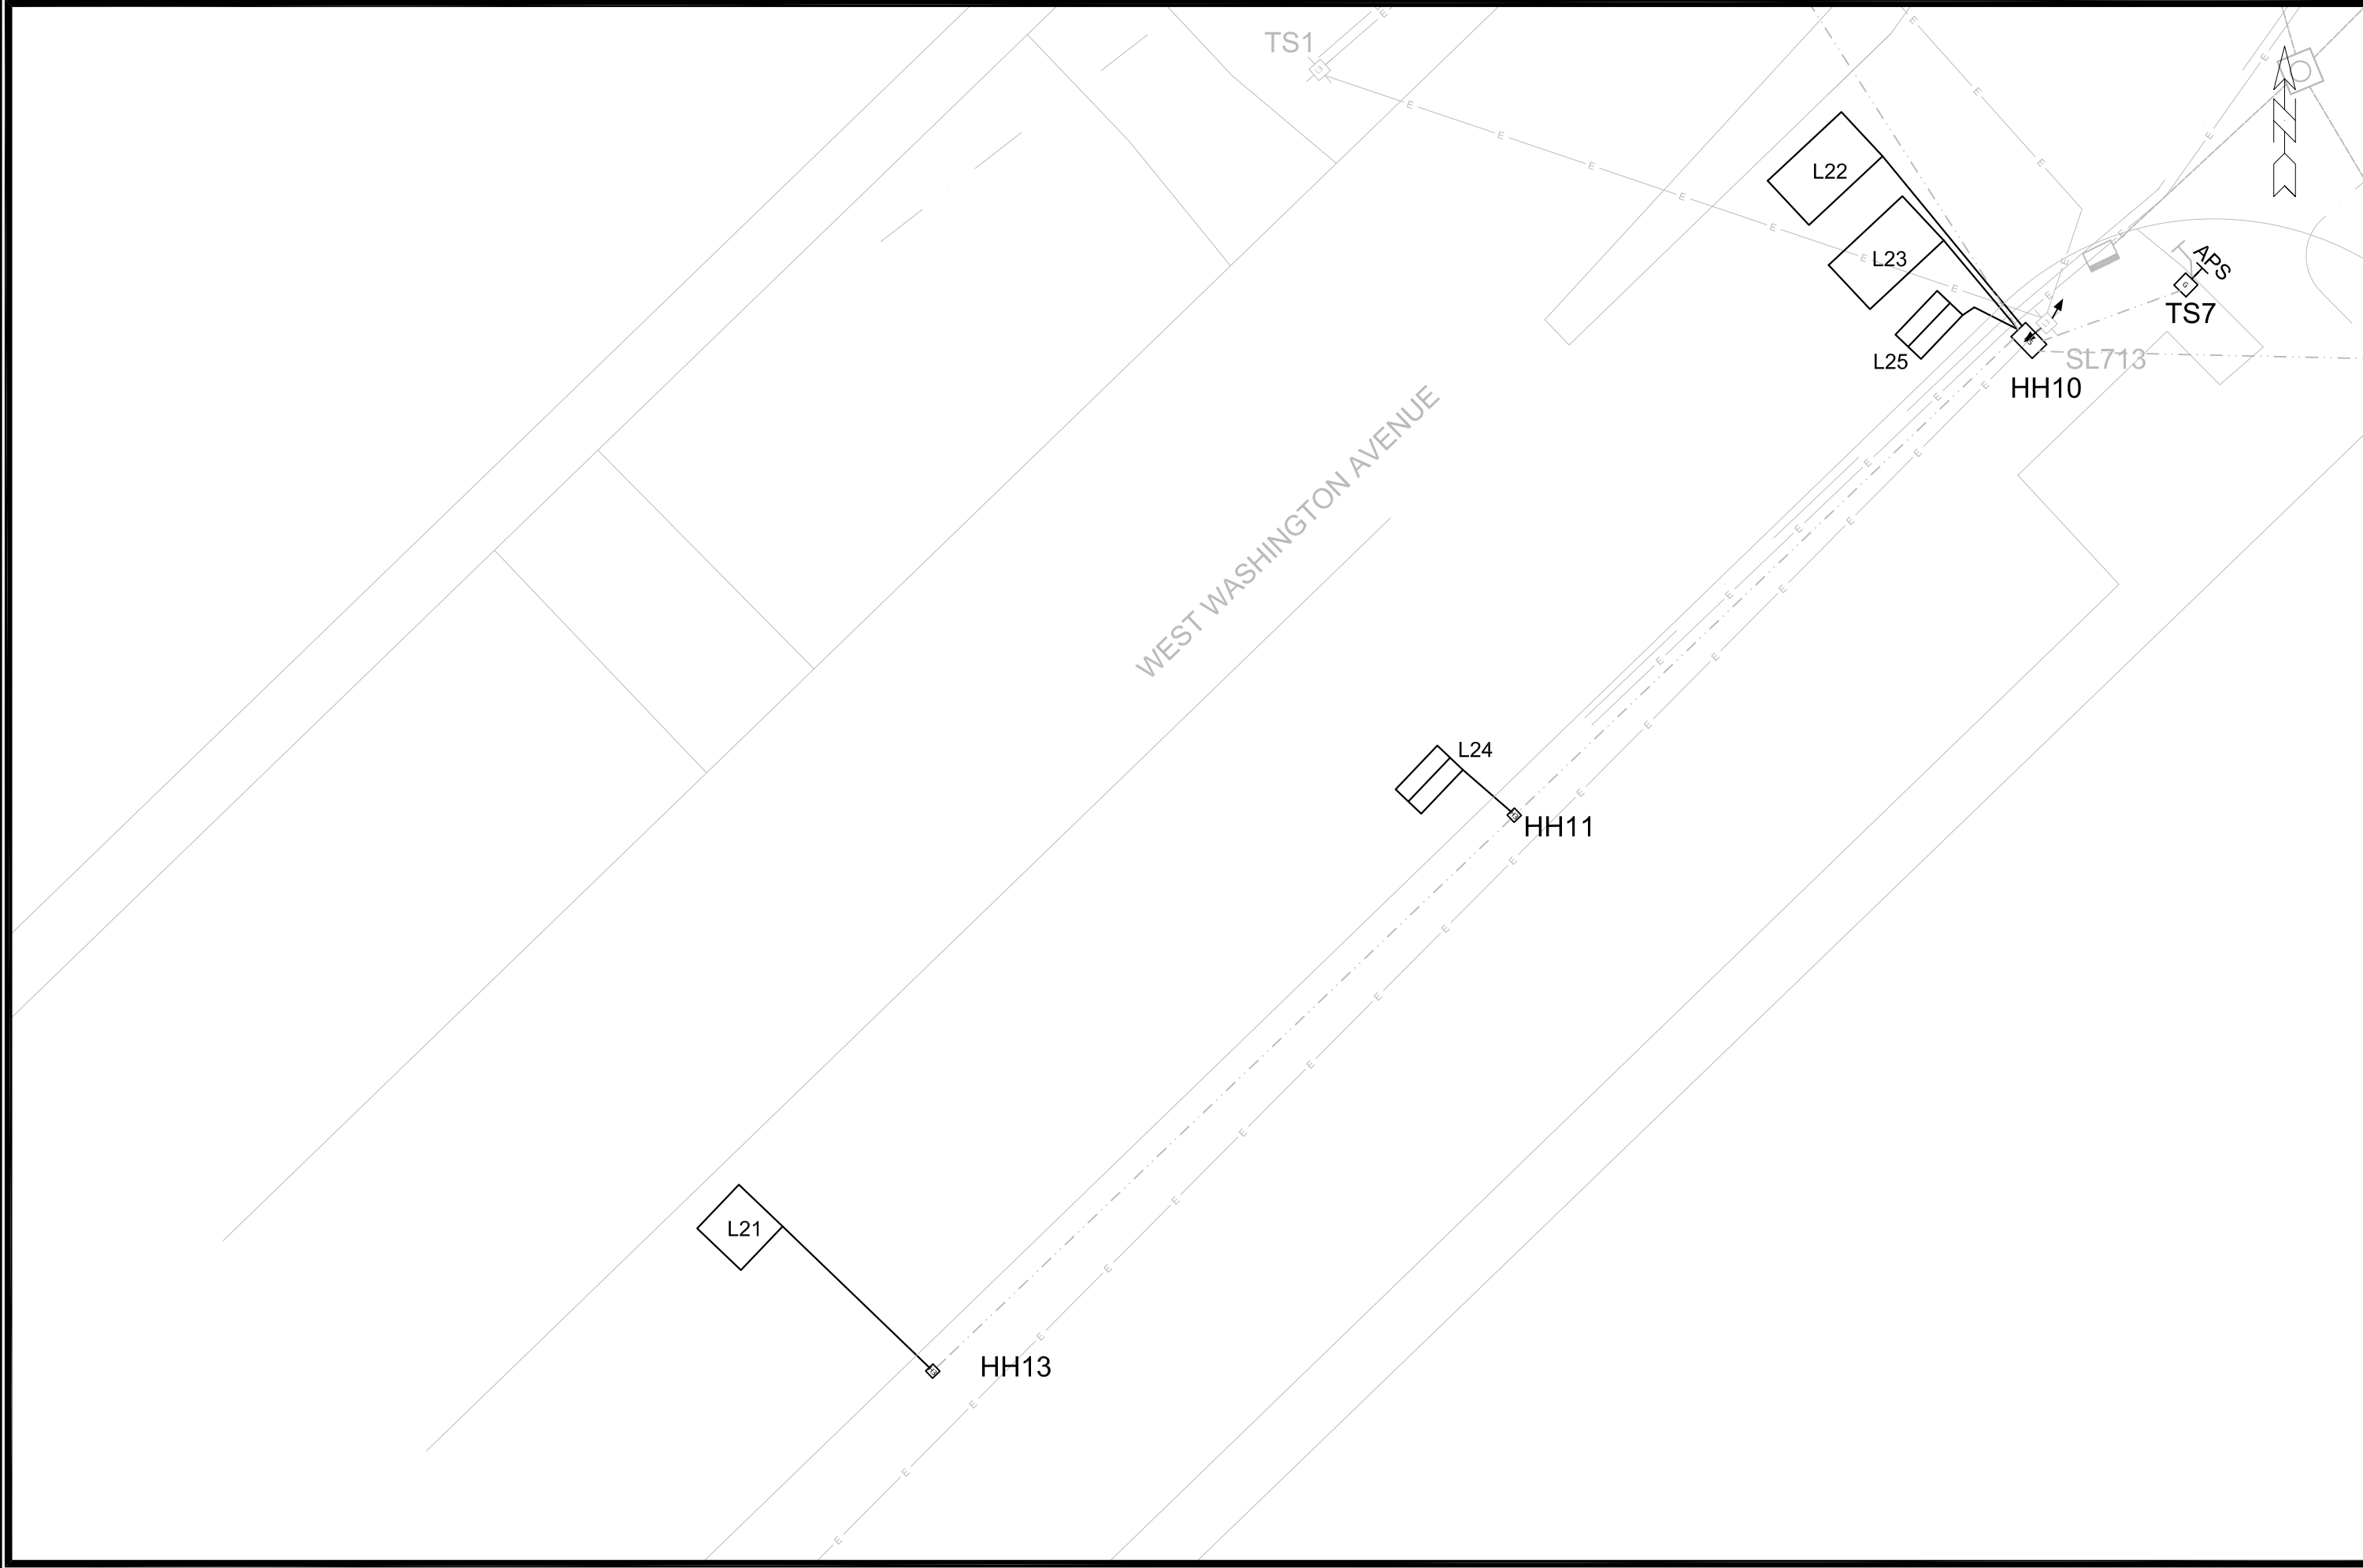 TS1
L22
L23
APS
TS7
L25
SL713
HH10
WEST WASHINGTON AVENUE
L24
HH11
L21
HH13